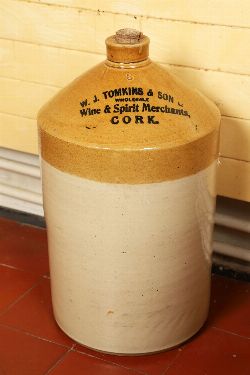 W. J. TOMKINS & SON
WHOLESALE
Wine & Spirit Merchants,
CORK.